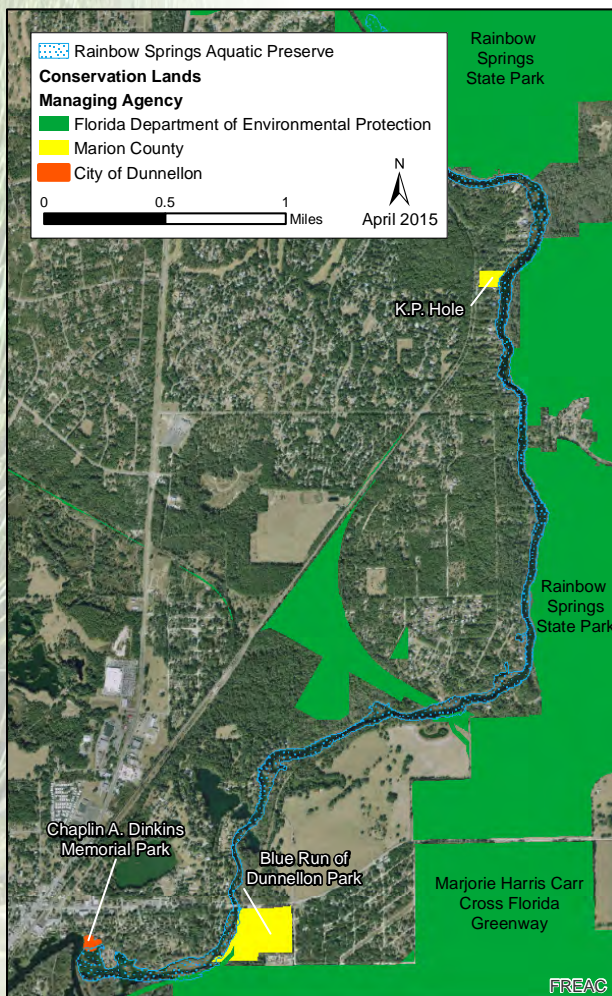 Rainbow Springs Aquatic Preserve
Conservation Lands
Managing Agency
Florida Department of Environmental Protection
Marion County
City of Dunnellon
0 0.5 1
Miles
N
April 2015
Rainbow
Springs
State Park
K.P. Hole
Rainbow
Springs
State Park
Chaplin A. Dinkins
Memorial Park
Blue Run of
Dunnellon Park
Marjorie Harris Carr
Cross Florida
Greenway
FREAC